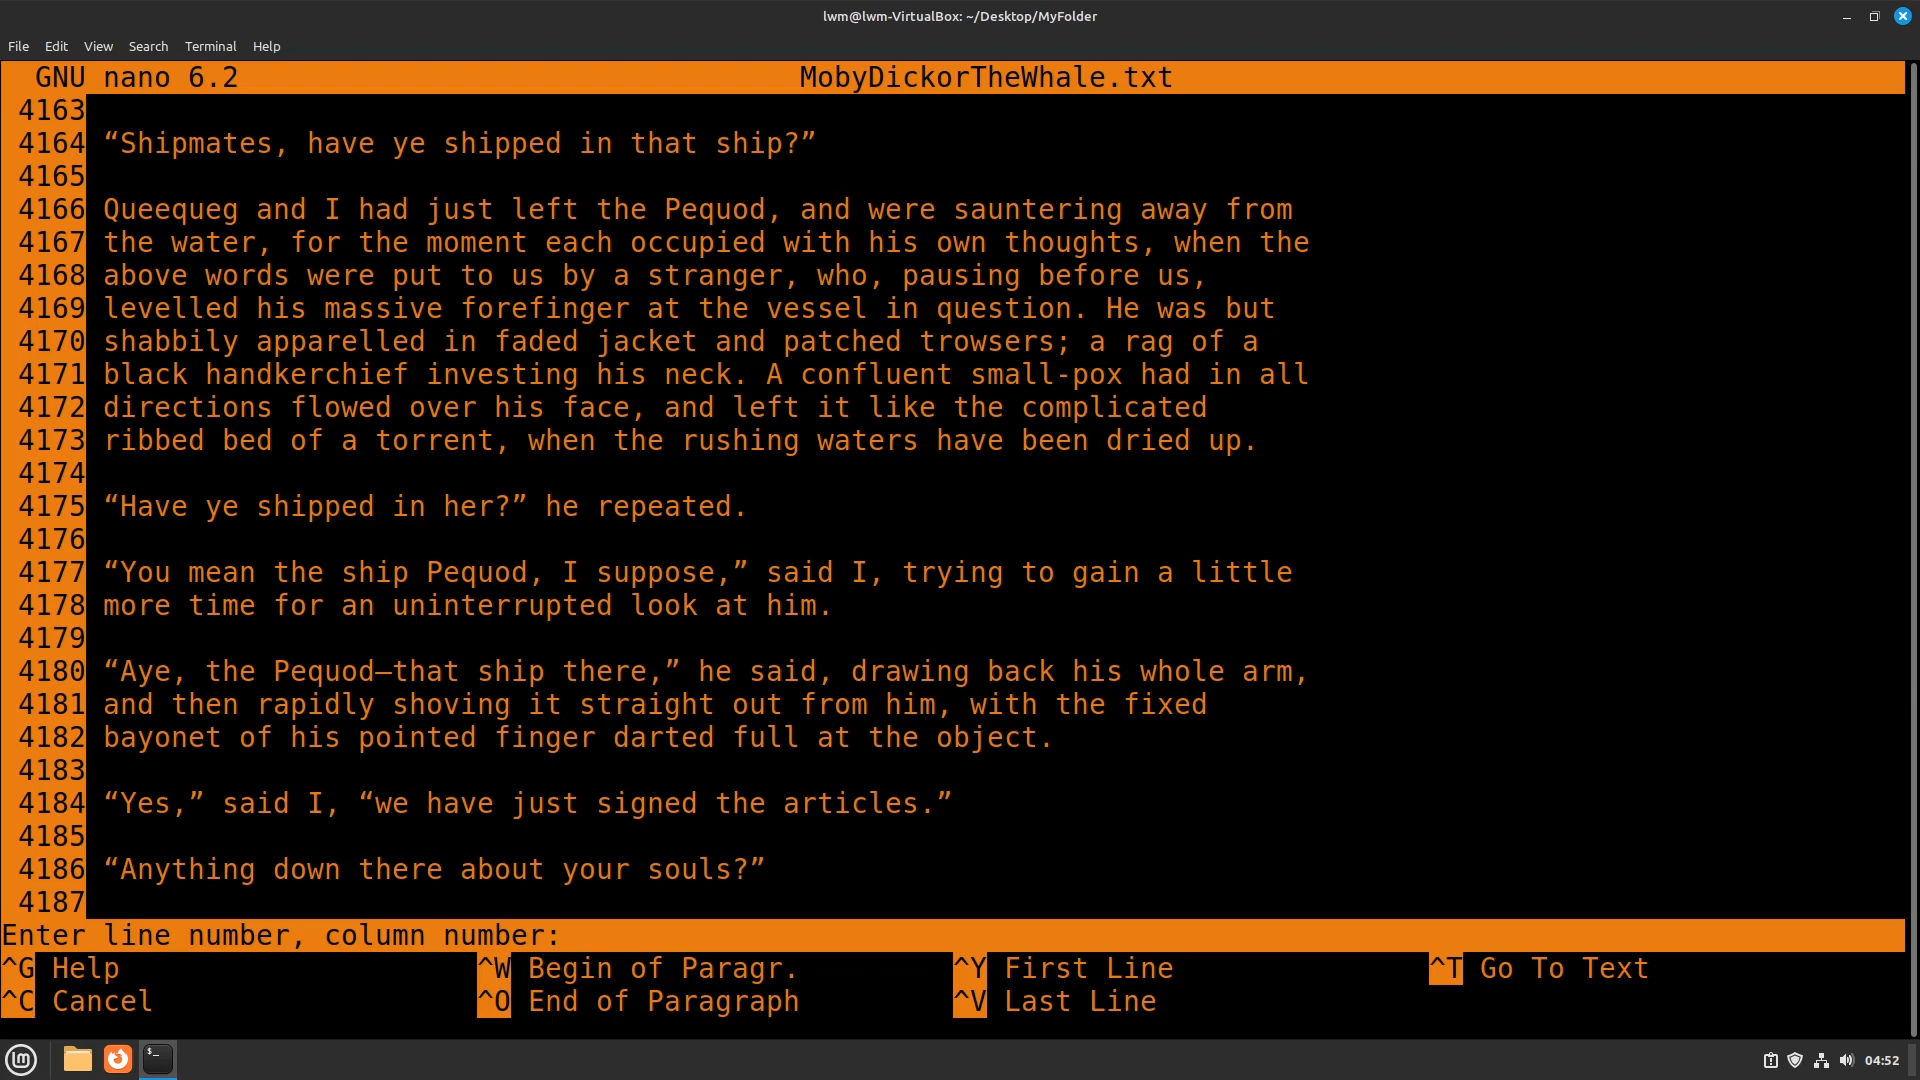 lwm@lwm-VirtualBox: ~/Desktop/MyFolder
File Edit View Search Terminal Help
GNU nano 6.2 MobyDickorTheWhale.txt
4163
4164 “Shipmates, have ye shipped in that ship?”
4165
4166 Queequeg and I had just left the Pequod, and were sauntering away from
4167 the water, for the moment each occupied with his own thoughts, when the
4168 above words were put to us by a stranger, who, pausing before us,
4169 levelled his massive forefinger at the vessel in question. He was but
4170 shabbily apparelled in faded jacket and patched trowsers; a rag of a
4171 black handkerchief investing his neck. A confluent small-pox had in all
4172 directions flowed over his face, and left it like the complicated
4173 ribbed bed of a torrent, when the rushing waters have been dried up.
4174
4175 “Have ye shipped in her?” he repeated.
4176
4177 “You mean the ship Pequod, I suppose,” said I, trying to gain a little
4178 more time for an uninterrupted look at him.
4179
4180 “Aye, the Pequod—that ship there,” he said, drawing back his whole arm,
4181 and then rapidly shoving it straight out from him, with the fixed
4182 bayonet of his pointed finger darted full at the object.
4183
4184 “Yes,” said I, “we have just signed the articles.”
4185
4186 “Anything down there about your souls?”
4187
Enter line number, column number:
^G Help ^W Begin of Paragr. ^Y First Line ^T Go To Text
^C Cancel ^O End of Paragraph ^V Last Line
lm $_ 04:52